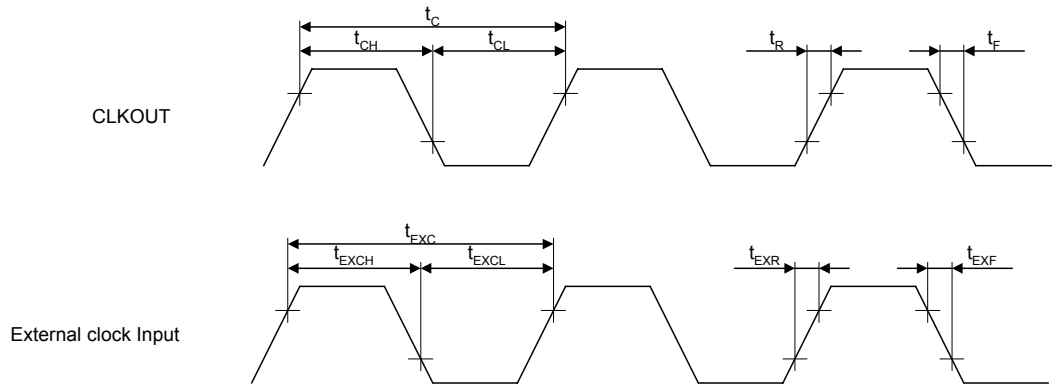 t_C
t_CH t_CL t_R t_F
CLKOUT
t_EXC
t_EXCH t_EXCL t_EXR t_EXF
External clock Input